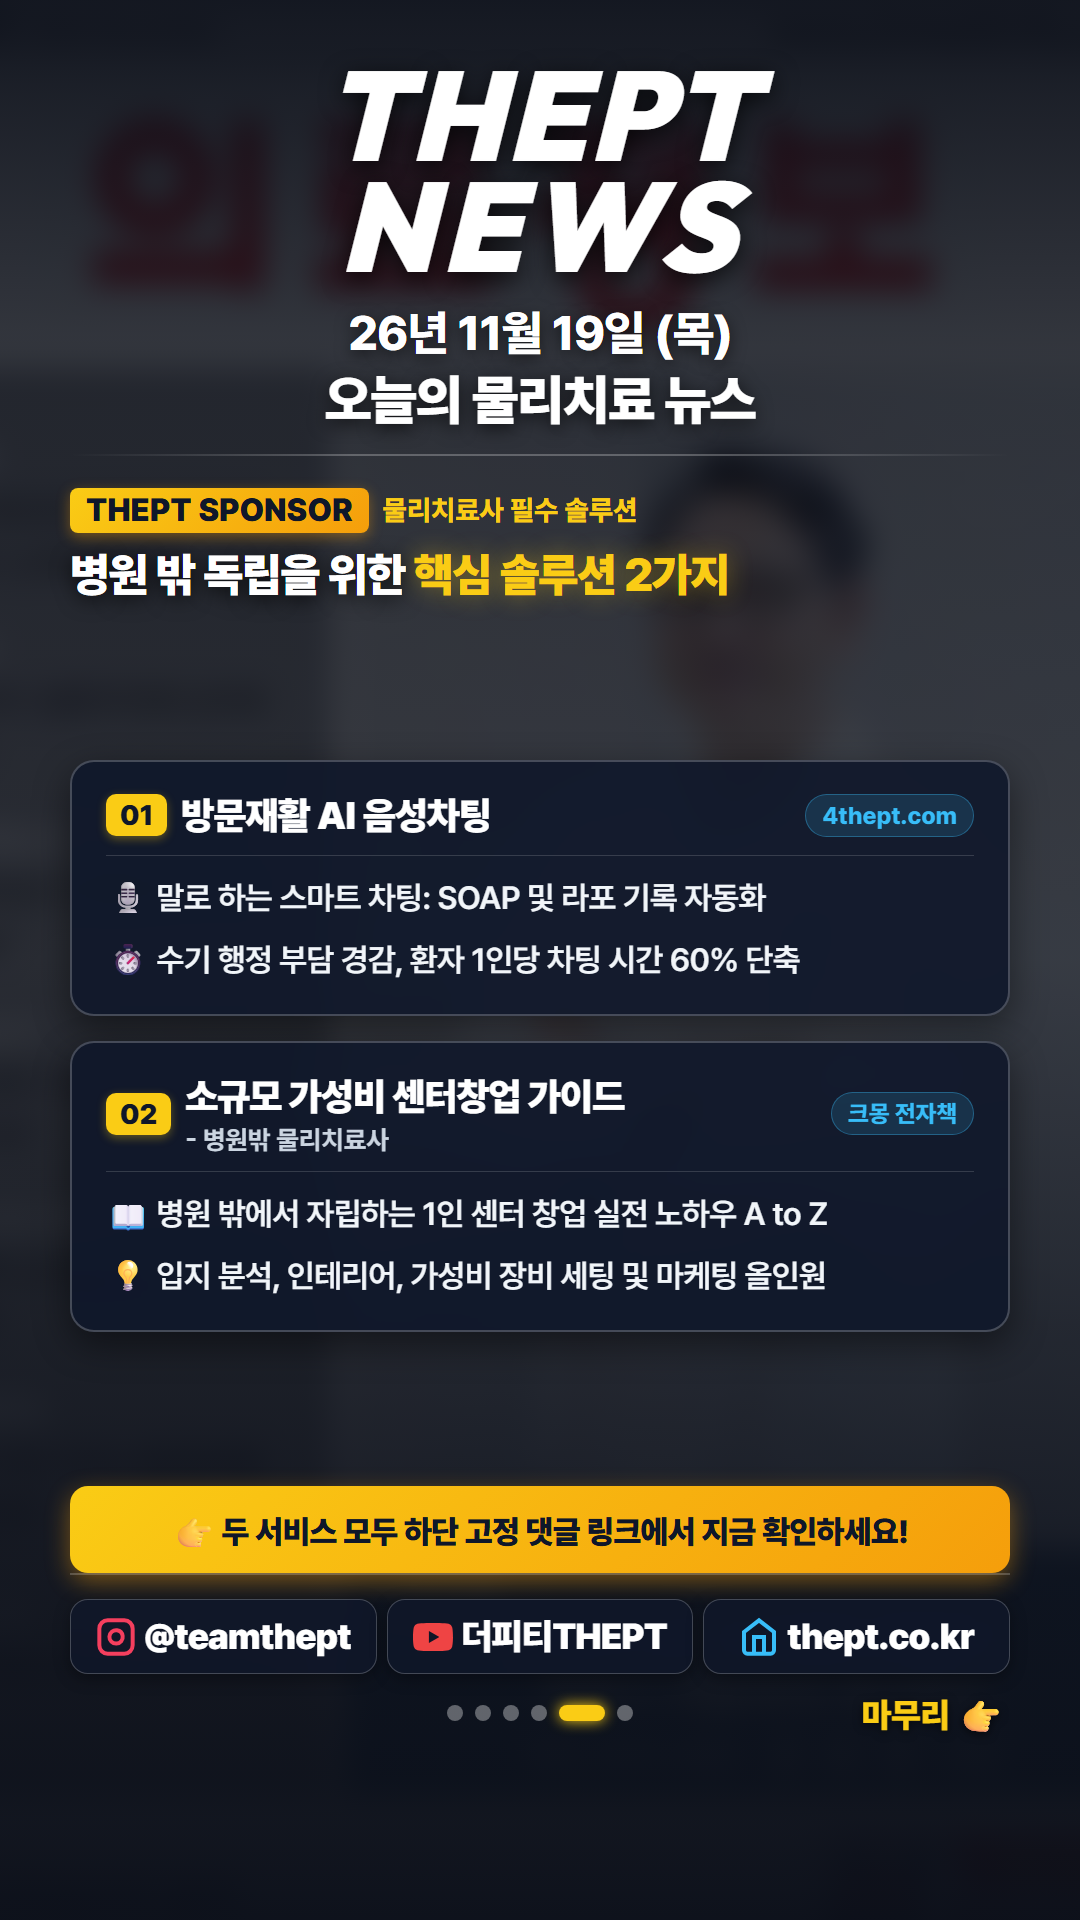 THEPT
NEWS
26년 11월 19일 (목)
오늘의 물리치료 뉴스
THEPT SPONSOR 물리치료사 필수 솔루션
병원 밖 독립을 위한 핵심 솔루션 2가지
01 방문재활 AI 음성차팅 4thept.com
말로 하는 스마트 차팅: SOAP 및 라포 기록 자동화
수기 행정 부담 경감, 환자 1인당 차팅 시간 60% 단축
02 소규모 가성비 센터창업 가이드 크몽 전자책
- 병원밖 물리치료사
병원 밖에서 자립하는 1인 센터 창업 실전 노하우 A to Z
입지 분석, 인테리어, 가성비 장비 세팅 및 마케팅 올인원
두 서비스 모두 하단 고정 댓글 링크에서 지금 확인하세요!
@teamthept 더피티THEPT thept.co.kr
마무리